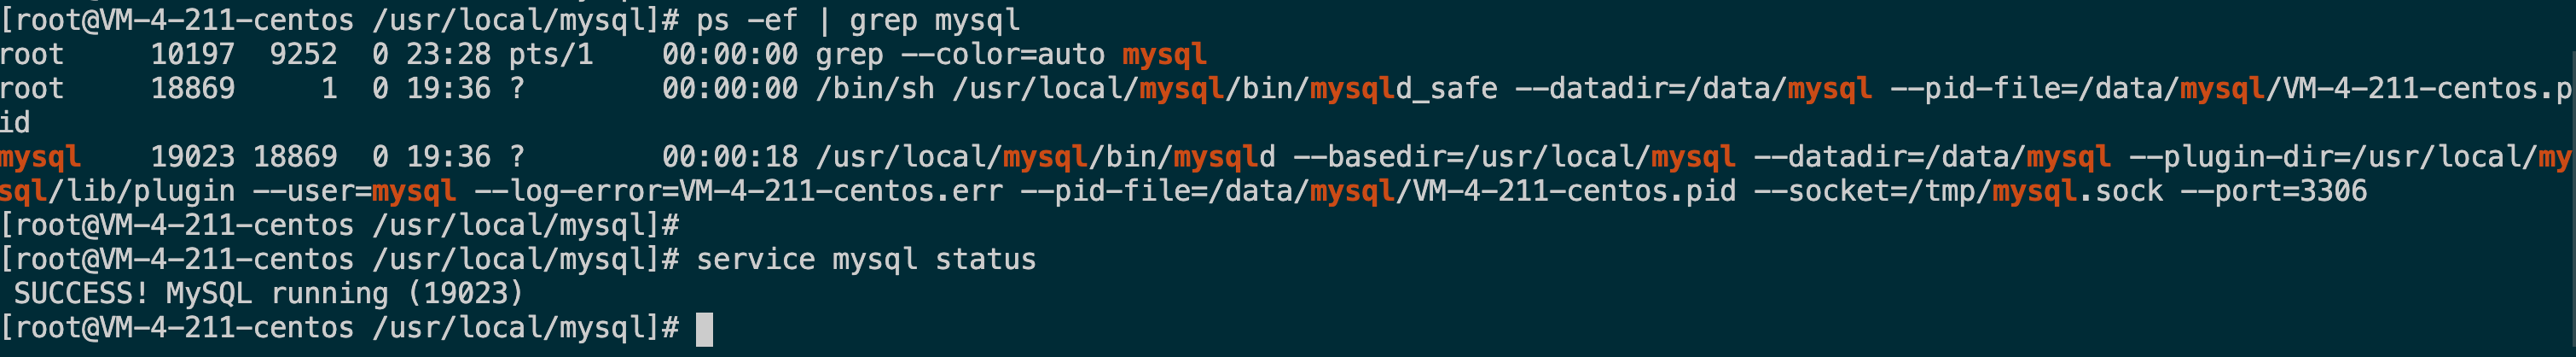 [root@VM-4-211-centos /usr/local/mysql]# ps -ef | grep mysql
root     10197  9252  0 23:28 pts/1    00:00:00 grep --color=auto mysql
root     18869     1  0 19:36 ?        00:00:00 /bin/sh /usr/local/mysql/bin/mysqld_safe --datadir=/data/mysql --pid-file=/data/mysql/VM-4-211-centos.p
id
mysql    19023 18869  0 19:36 ?        00:00:18 /usr/local/mysql/bin/mysqld --basedir=/usr/local/mysql --datadir=/data/mysql --plugin-dir=/usr/local/my
sql/lib/plugin --user=mysql --log-error=VM-4-211-centos.err --pid-file=/data/mysql/VM-4-211-centos.pid --socket=/tmp/mysql.sock --port=3306
[root@VM-4-211-centos /usr/local/mysql]#
[root@VM-4-211-centos /usr/local/mysql]# service mysql status
 SUCCESS! MySQL running (19023)
[root@VM-4-211-centos /usr/local/mysql]#